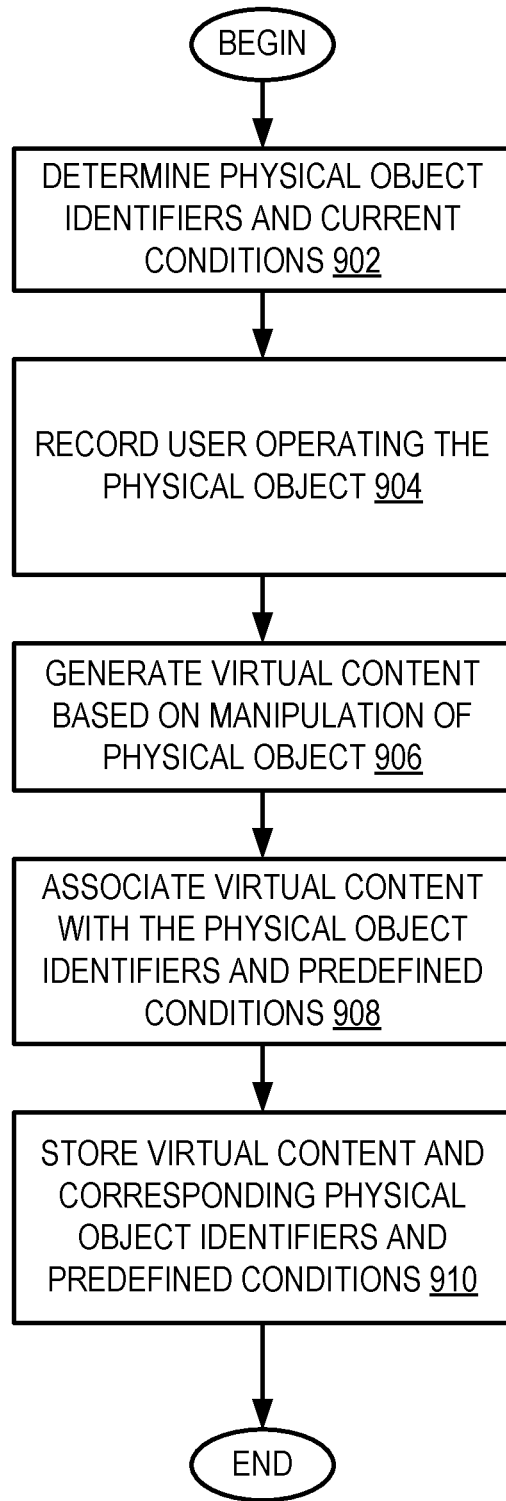 BEGIN
DETERMINE PHYSICAL OBJECT
IDENTIFIERS AND CURRENT
CONDITIONS 902
RECORD USER OPERATING THE
PHYSICAL OBJECT 904
GENERATE VIRTUAL CONTENT
BASED ON MANIPULATION OF
PHYSICAL OBJECT 906
ASSOCIATE VIRTUAL CONTENT
WITH THE PHYSICAL OBJECT
IDENTIFIERS AND PREDEFINED
CONDITIONS 908
STORE VIRTUAL CONTENT AND
CORRESPONDING PHYSICAL
OBJECT IDENTIFIERS AND
PREDEFINED CONDITIONS 910
END